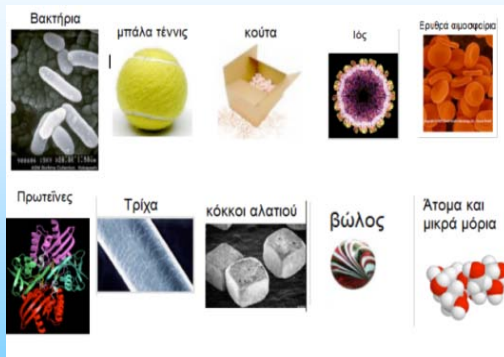 Βακτήρια
μπάλα τέννις
κούτα
Ιός
Ερυθρά αιμοσφαίρια
Πρωτεΐνες
Τρίχα
κόκκοι αλατιού
βώλος
Άτομα και
μικρά μόρια